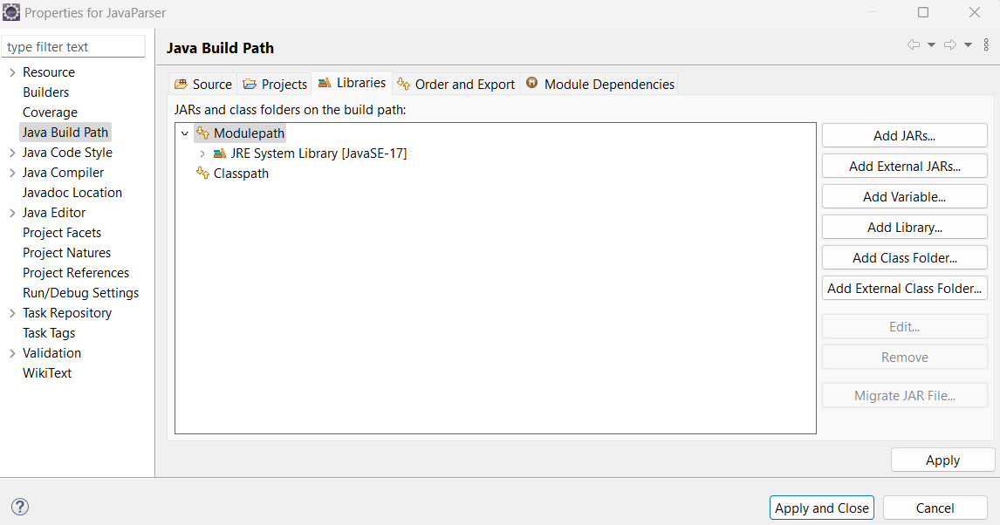 Properties for JavaParser
type filter text
Resource
Builders
Coverage
Java Build Path
Java Code Style
Java Compiler
Javadoc Location
Java Editor
Project Facets
Project Natures
Project References
Run/Debug Settings
Task Repository
Task Tags
Validation
WikiText
Java Build Path
Source Projects Libraries Order and Export M Module Dependencies
JARs and class folders on the build path:
Modulepath
JRE System Library [JavaSE-17]
Classpath
Add JARs...
Add External JARs...
Add Variable...
Add Library...
Add Class Folder...
Add External Class Folder...
Edit...
Remove
Migrate JAR File...
Apply
? Apply and Close Cancel